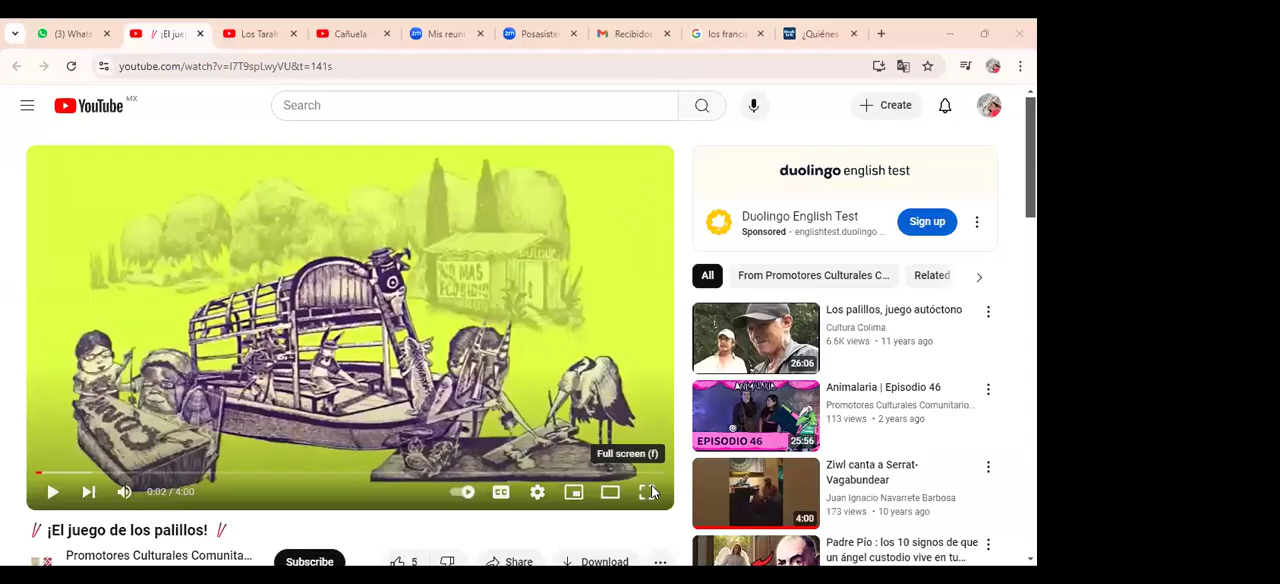 (3) Whats
¡El jue
Los Tarah
Cañuela
Mis reuni
Posasiste
Recibidos
los francis
¿Quiénes
youtube.com/watch?v=I7T9spLwyVU&t=141s
YouTube MX
Search
Create
NO MAS
ECOCIDIO
Full screen (f)
0:02 / 4:00
CC
¡El juego de los palillos!
Promotores Culturales Comunita...
Subscribe
5
Share
Download
duolingo english test
Duolingo English Test
Sponsored · englishtest.duolingo....
Sign up
All
From Promotores Culturales C...
Related
Los palillos, juego autóctono
Cultura Colima
6.6K views · 11 years ago
26:06
Animalaria | Episodio 46
Promotores Culturales Comunitario...
113 views · 2 years ago
ANIMALARIA
EPISODIO 46
25:56
Ziwl canta a Serrat-
Vagabundear
Juan Ignacio Navarrete Barbosa
173 views · 10 years ago
4:00
Padre Pío : los 10 signos de que
un ángel custodio vive en tu...